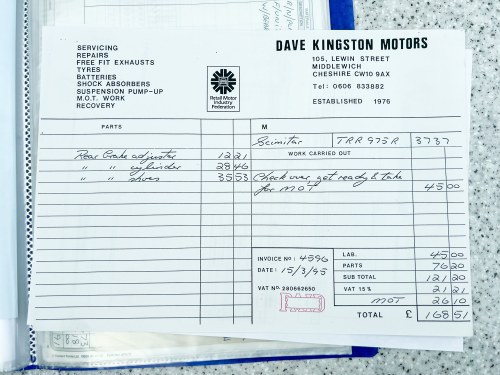 SERVICING
REPAIRS
FREE FIT EXHAUSTS
TYRES
BATTERIES
SHOCK ABSORBERS
SUSPENSION PUMP-UP
M.O.T. WORK
RECOVERY
Retail Motor
Industry
Federation
DAVE KINGSTON MOTORS
105, LEWIN STREET
MIDDLEWICH
CHESHIRE CW10 9AX
Tel: 0606 833882
ESTABLISHED 1976
PARTS
M
Scimitar TRR 975R 3737
WORK CARRIED OUT
Rear brake adjuster 12 21
" " cylinder 28 46
" " shoes 35 53
Check over, get ready & take
for MOT 45 00
INVOICE No: 4596
DATE: 15/3/95
VAT No. 280662650
PAID
LAB. 45 00
PARTS 76 20
SUB TOTAL 121 20
VAT 15% 21 21
MOT 26 10
TOTAL £ 168 51